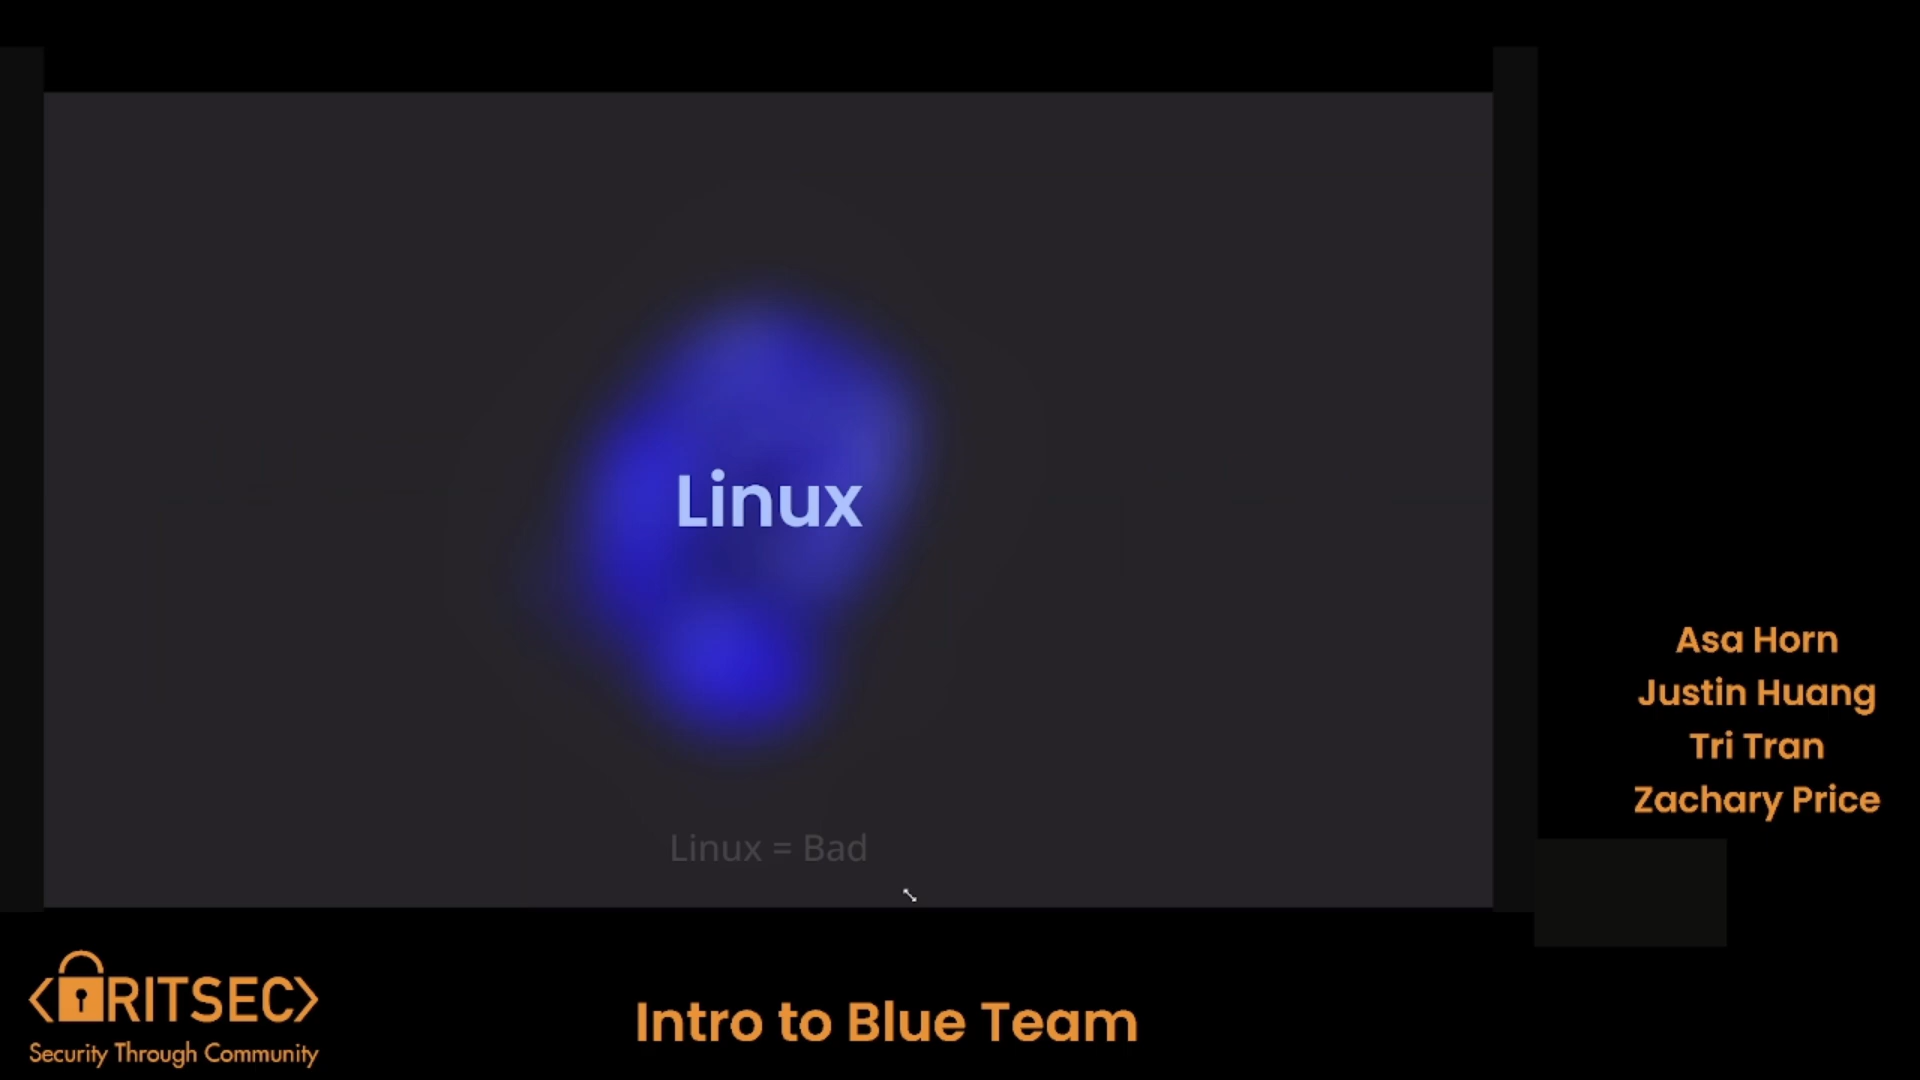 Linux
Linux = Bad
Asa Horn
Justin Huang
Tri Tran
Zachary Price
<RITSEC>
Security Through Community
Intro to Blue Team